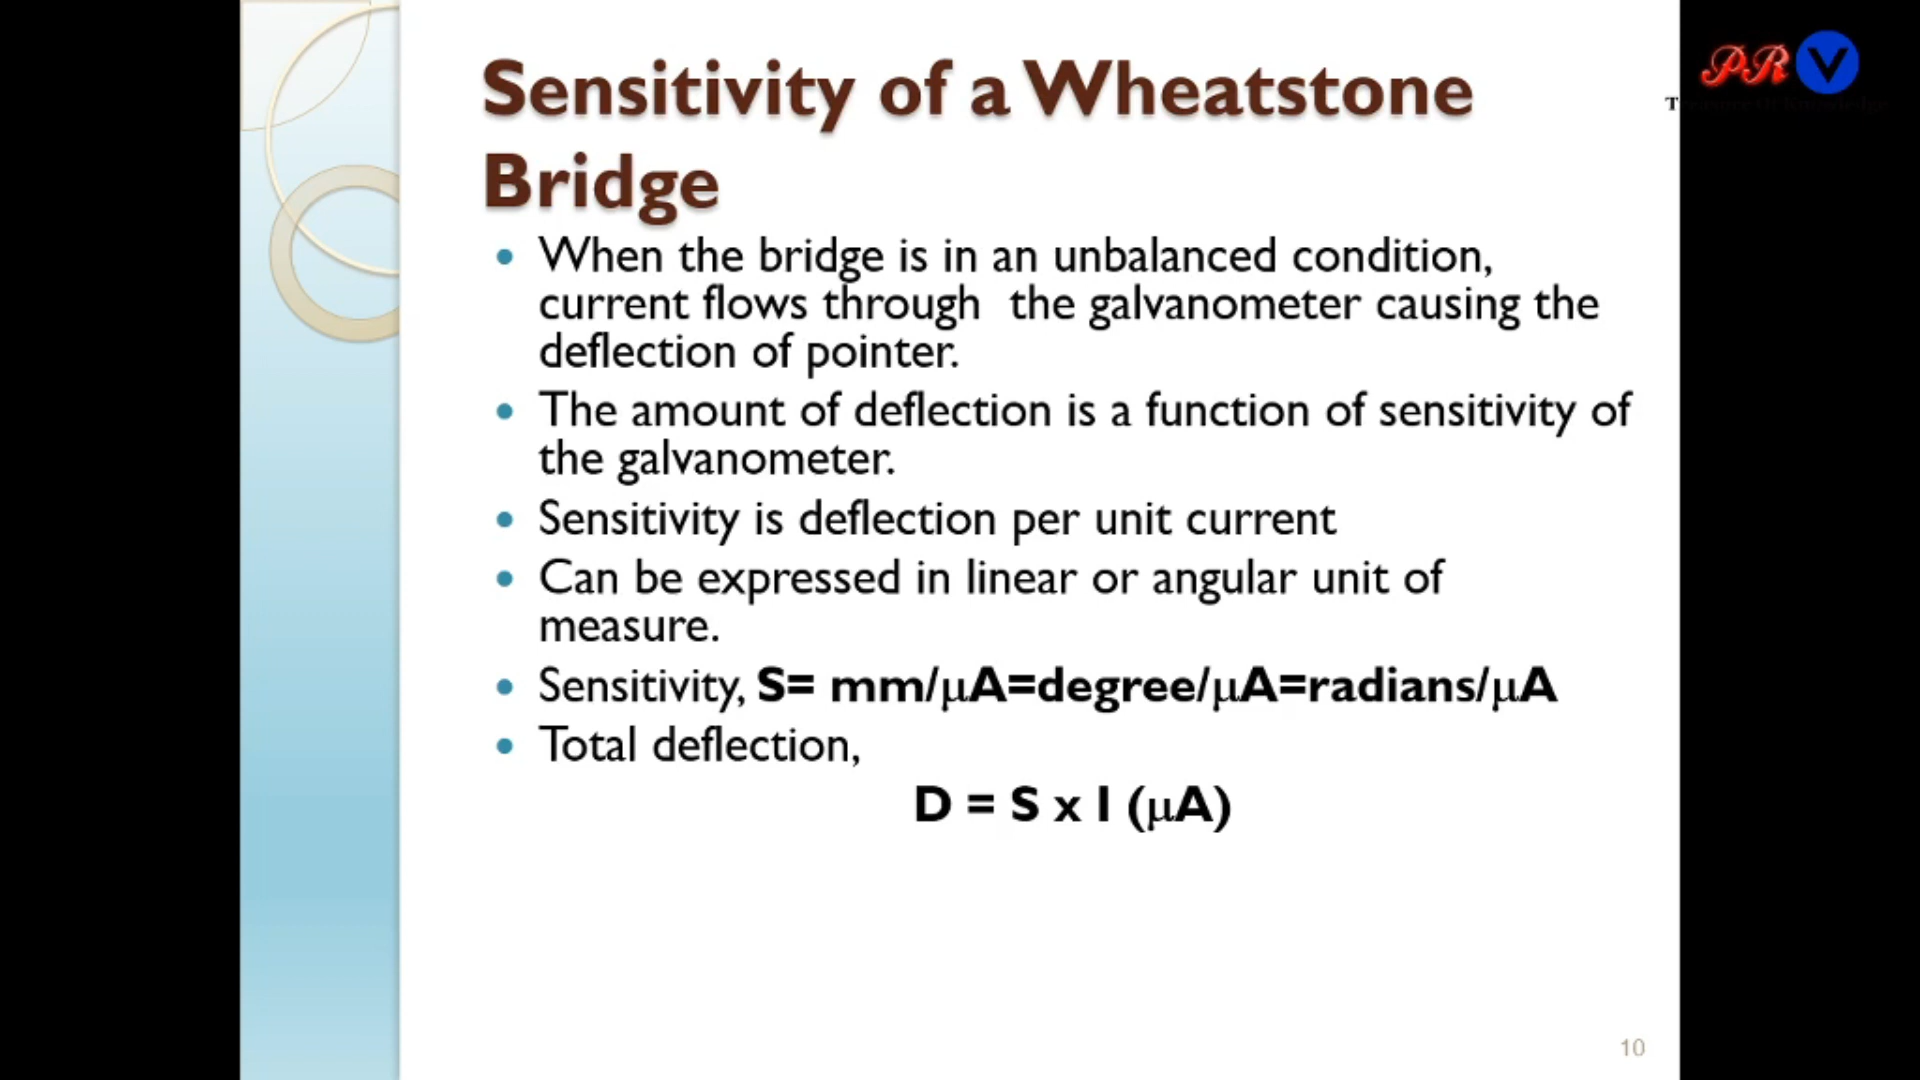 Sensitivity of a Wheatstone
Bridge
• When the bridge is in an unbalanced condition,
current flows through the galvanometer causing the
deflection of pointer.
• The amount of deflection is a function of sensitivity of
the galvanometer.
• Sensitivity is deflection per unit current
• Can be expressed in linear or angular unit of
measure.
• Sensitivity, S= mm/μA=degree/μA=radians/μA
• Total deflection,
D = S x I (μA)
10
PR V